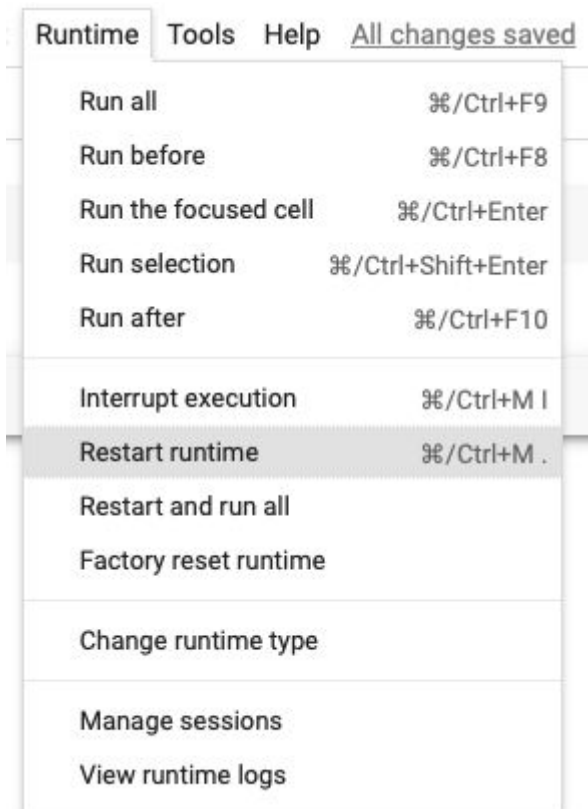 Runtime Tools Help All changes saved
Run all ⌘/Ctrl+F9
Run before ⌘/Ctrl+F8
Run the focused cell ⌘/Ctrl+Enter
Run selection ⌘/Ctrl+Shift+Enter
Run after ⌘/Ctrl+F10
Interrupt execution ⌘/Ctrl+M I
Restart runtime ⌘/Ctrl+M .
Restart and run all
Factory reset runtime
Change runtime type
Manage sessions
View runtime logs